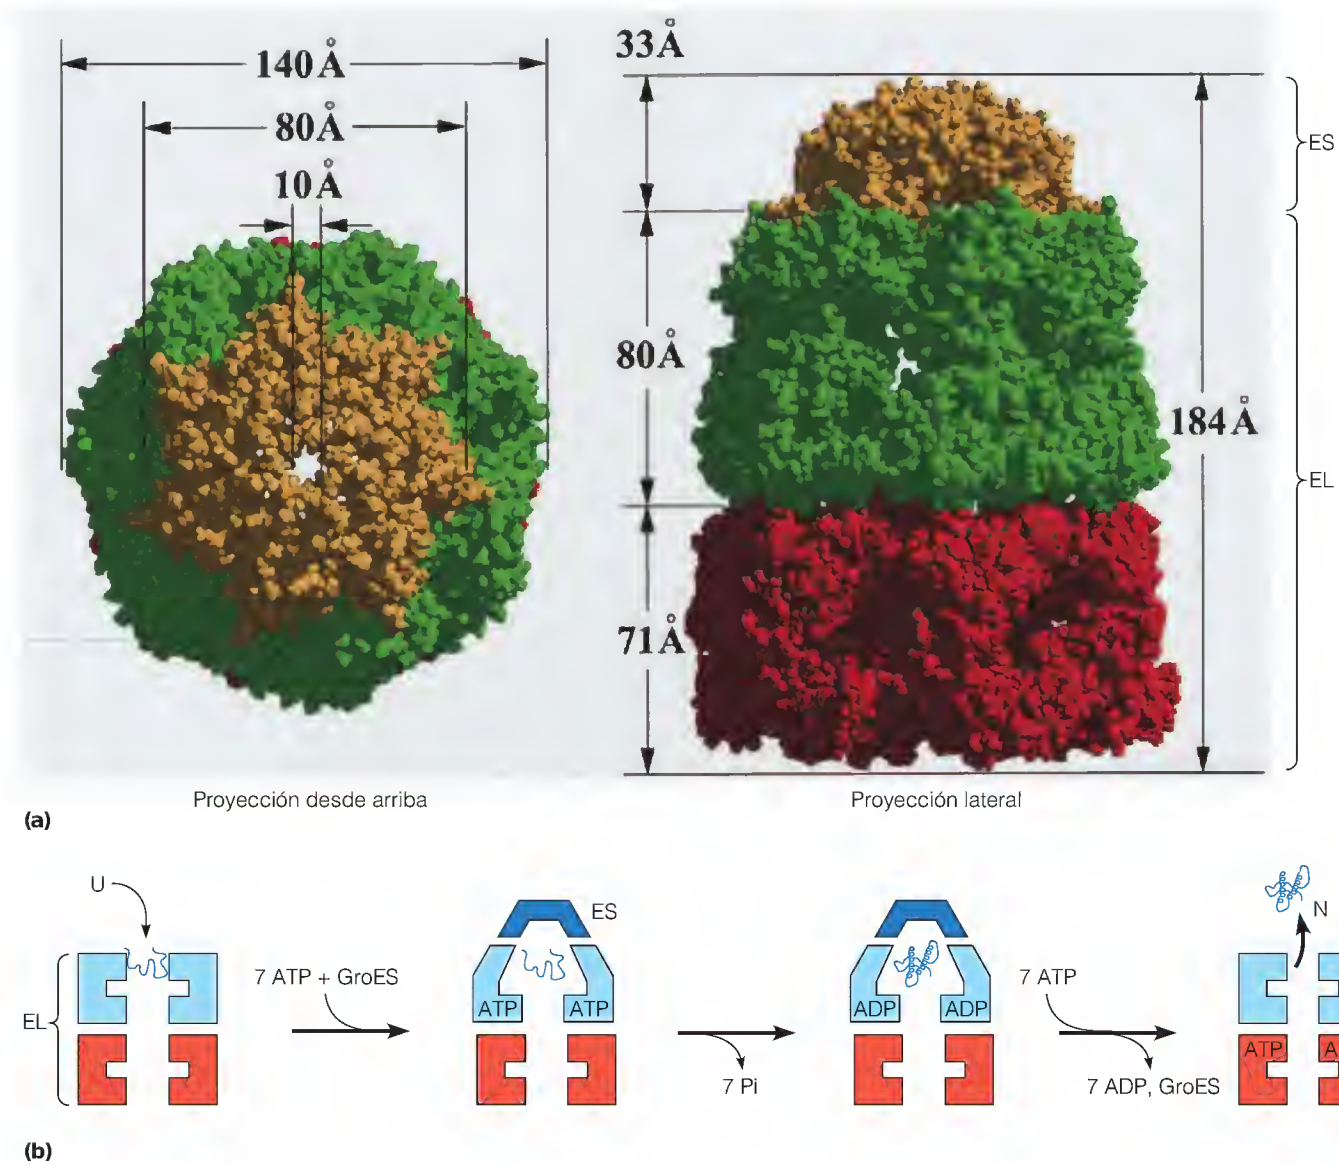 140 Å
80 Å
10 Å
33 Å
80 Å
71 Å
184 Å
ES
EL
Proyección desde arriba
Proyección lateral
(a)
U
EL
7 ATP + GroES
ES
ATP
ATP
7 Pi
ADP
ADP
7 ATP
7 ADP, GroES
N
ATP
A
(b)